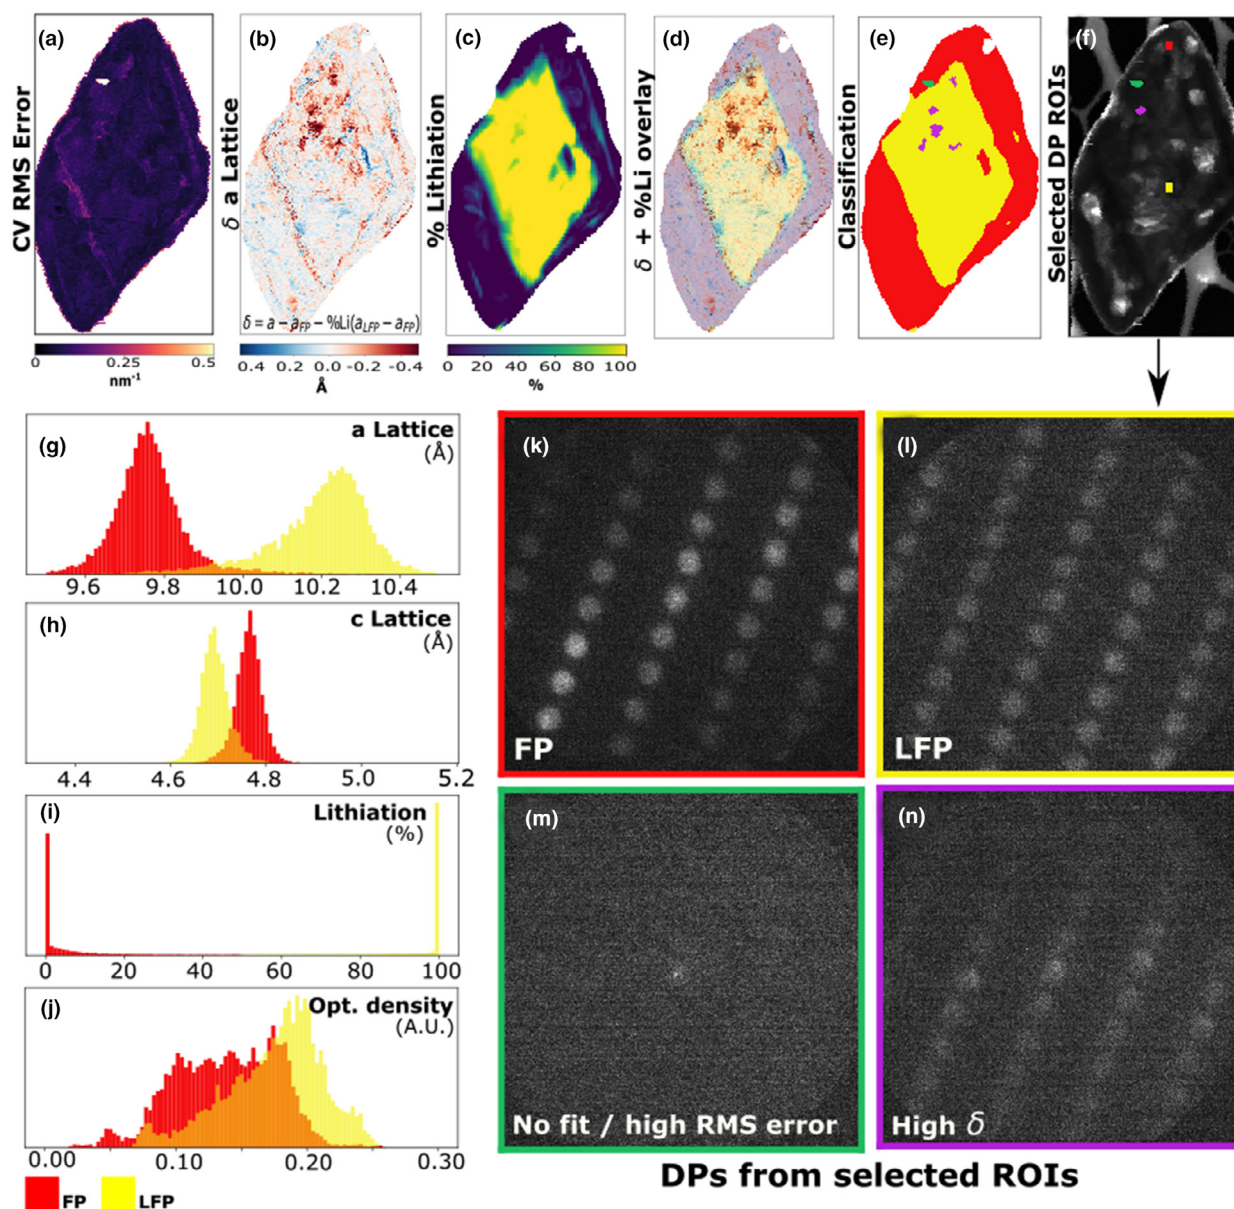 (a)
(b)
(c)
(d)
(e)
(f)
CV RMS Error
δ a Lattice
% Lithiation
δ + %Li overlay
Classification
Selected DP ROIs
δ = a − a_FP − %Li(a_LFP − a_FP)
0 0.25 0.5
nm⁻¹
0.4 0.2 0.0 -0.2 -0.4
Å
0 20 40 60 80 100
%
(g)
a Lattice
(Å)
9.6 9.8 10.0 10.2 10.4
(h)
c Lattice
(Å)
4.4 4.6 4.8 5.0 5.2
(i)
Lithiation
(%)
0 20 40 60 80 100
(j)
Opt. density
(A.U.)
0.00 0.10 0.20 0.30
FP LFP
(k)
FP
(l)
LFP
(m)
No fit / high RMS error
(n)
High δ
DPs from selected ROIs